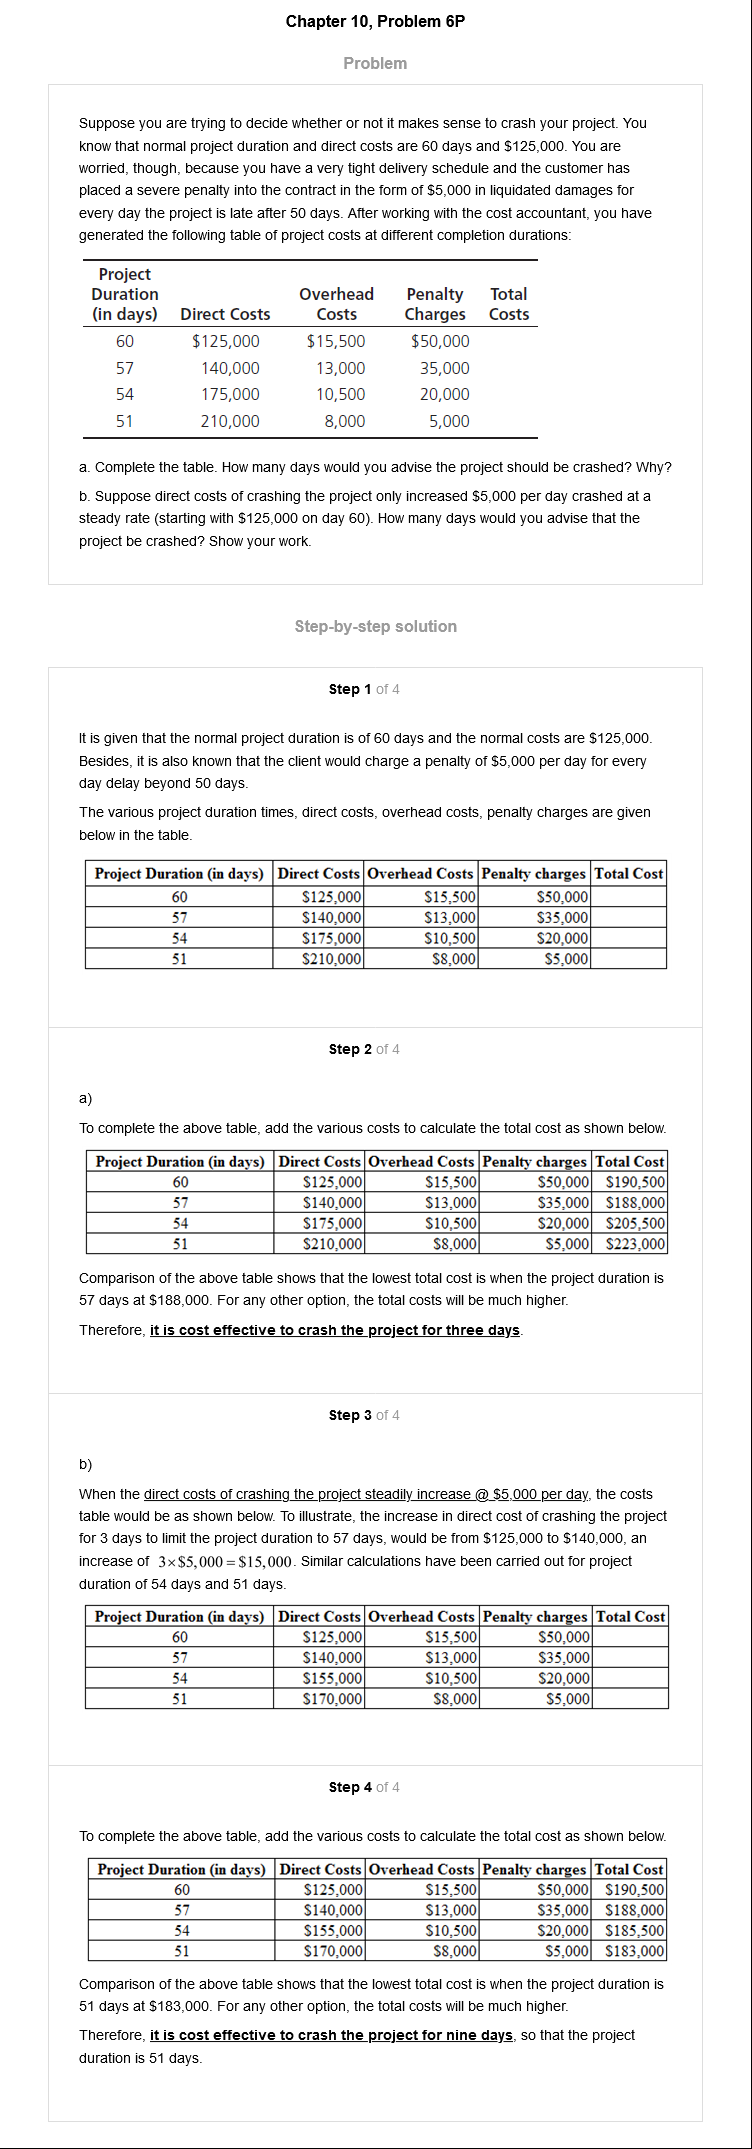 Chapter 10, Problem 6P
Problem
Suppose you are trying to decide whether or not it makes sense to crash your project. You
know that normal project duration and direct costs are 60 days and $125,000. You are
worried, though, because you have a very tight delivery schedule and the customer has
placed a severe penalty into the contract in the form of $5,000 in liquidated damages for
every day the project is late after 50 days. After working with the cost accountant, you have
generated the following table of project costs at different completion durations:
Project
Duration Overhead Penalty Total
(in days) Direct Costs Costs Charges Costs
60 $125,000 $15,500 $50,000
57 140,000 13,000 35,000
54 175,000 10,500 20,000
51 210,000 8,000 5,000
a. Complete the table. How many days would you advise the project should be crashed? Why?
b. Suppose direct costs of crashing the project only increased $5,000 per day crashed at a
steady rate (starting with $125,000 on day 60). How many days would you advise that the
project be crashed? Show your work.
Step-by-step solution
Step 1 of 4
It is given that the normal project duration is of 60 days and the normal costs are $125,000.
Besides, it is also known that the client would charge a penalty of $5,000 per day for every
day delay beyond 50 days.
The various project duration times, direct costs, overhead costs, penalty charges are given
below in the table.
Project Duration (in days) Direct Costs Overhead Costs Penalty charges Total Cost
60 $125,000 $15,500 $50,000
57 $140,000 $13,000 $35,000
54 $175,000 $10,500 $20,000
51 $210,000 $8,000 $5,000
Step 2 of 4
a)
To complete the above table, add the various costs to calculate the total cost as shown below.
Project Duration (in days) Direct Costs Overhead Costs Penalty charges Total Cost
60 $125,000 $15,500 $50,000 $190,500
57 $140,000 $13,000 $35,000 $188,000
54 $175,000 $10,500 $20,000 $205,500
51 $210,000 $8,000 $5,000 $223,000
Comparison of the above table shows that the lowest total cost is when the project duration is
57 days at $188,000. For any other option, the total costs will be much higher.
Therefore, it is cost effective to crash the project for three days.
Step 3 of 4
b)
When the direct costs of crashing the project steadily increase @ $5,000 per day, the costs
table would be as shown below. To illustrate, the increase in direct cost of crashing the project
for 3 days to limit the project duration to 57 days, would be from $125,000 to $140,000, an
increase of 3×$5,000 = $15,000. Similar calculations have been carried out for project
duration of 54 days and 51 days.
Project Duration (in days) Direct Costs Overhead Costs Penalty charges Total Cost
60 $125,000 $15,500 $50,000
57 $140,000 $13,000 $35,000
54 $155,000 $10,500 $20,000
51 $170,000 $8,000 $5,000
Step 4 of 4
To complete the above table, add the various costs to calculate the total cost as shown below.
Project Duration (in days) Direct Costs Overhead Costs Penalty charges Total Cost
60 $125,000 $15,500 $50,000 $190,500
57 $140,000 $13,000 $35,000 $188,000
54 $155,000 $10,500 $20,000 $185,500
51 $170,000 $8,000 $5,000 $183,000
Comparison of the above table shows that the lowest total cost is when the project duration is
51 days at $183,000. For any other option, the total costs will be much higher.
Therefore, it is cost effective to crash the project for nine days, so that the project
duration is 51 days.